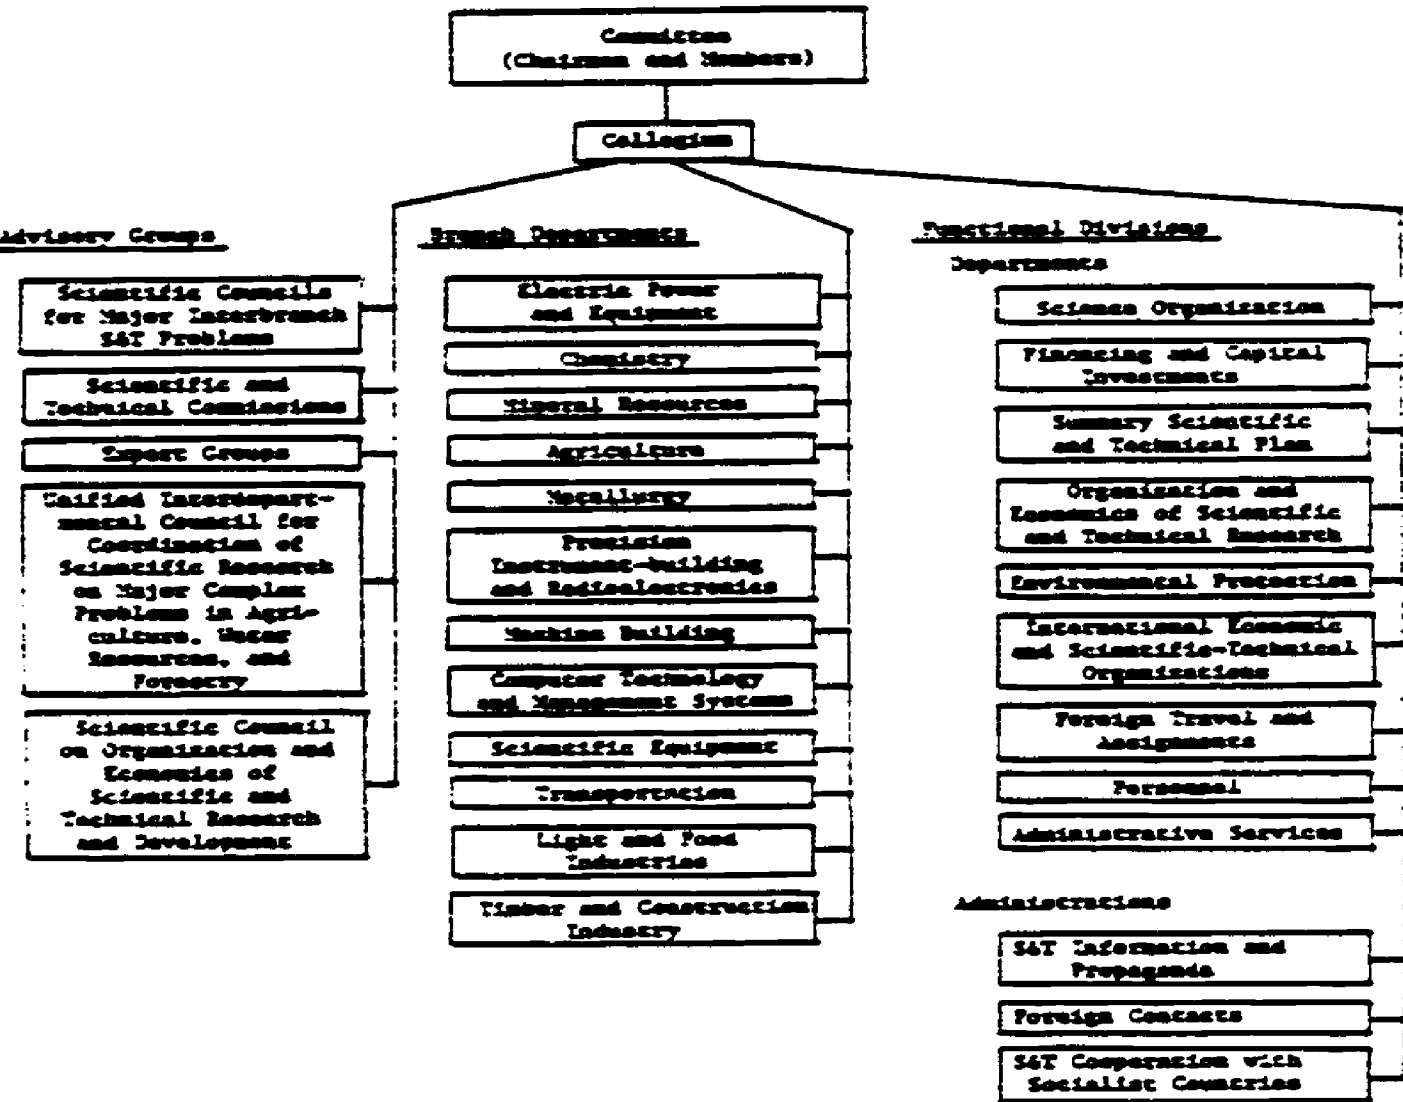 Committee
(Chairman and Members)
Collegium
Advisory Groups
Scientific Councils
for Major Interbranch
S&T Problems
Scientific and
Technical Commissions
Expert Groups
Unified Interdepart-
mental Council for
Coordination of
Scientific Research
on Major Complex
Problems in Agri-
culture, Water
Resources, and
Forestry
Scientific Council
on Organization and
Economics of
Scientific and
Technical Research
and Development
Branch Departments
Electric Power
and Equipment
Chemistry
Mineral Resources
Agriculture
Metallurgy
Precision
Instrument-building
and Radioelectronics
Machine Building
Computer Technology
and Management Systems
Scientific Equipment
Transportation
Light and Food
Industries
Timber and Construction
Industry
Functional Divisions
Departments
Science Organization
Financing and Capital
Investments
Summary Scientific
and Technical Plan
Organization and
Economics of Scientific
and Technical Research
Environmental Protection
International Economic
and Scientific-Technical
Organizations
Foreign Travel and
Assignments
Personnel
Administrative Services
Administrations
S&T Information and
Propaganda
Foreign Contacts
S&T Cooperation with
Socialist Countries